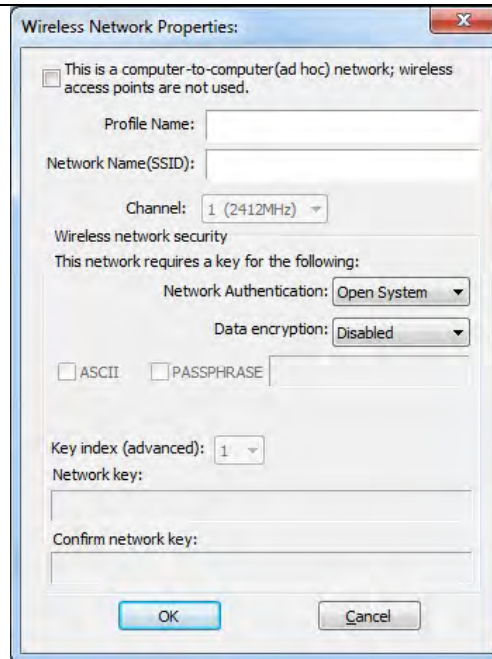 Wireless Network Properties:
This is a computer-to-computer(ad hoc) network; wireless
access points are not used.
Profile Name:
Network Name(SSID):
Channel: 1 (2412MHz)
Wireless network security
This network requires a key for the following:
Network Authentication: Open System
Data encryption: Disabled
ASCII PASSPHRASE
Key index (advanced): 1
Network key:
Confirm network key:
OK Cancel